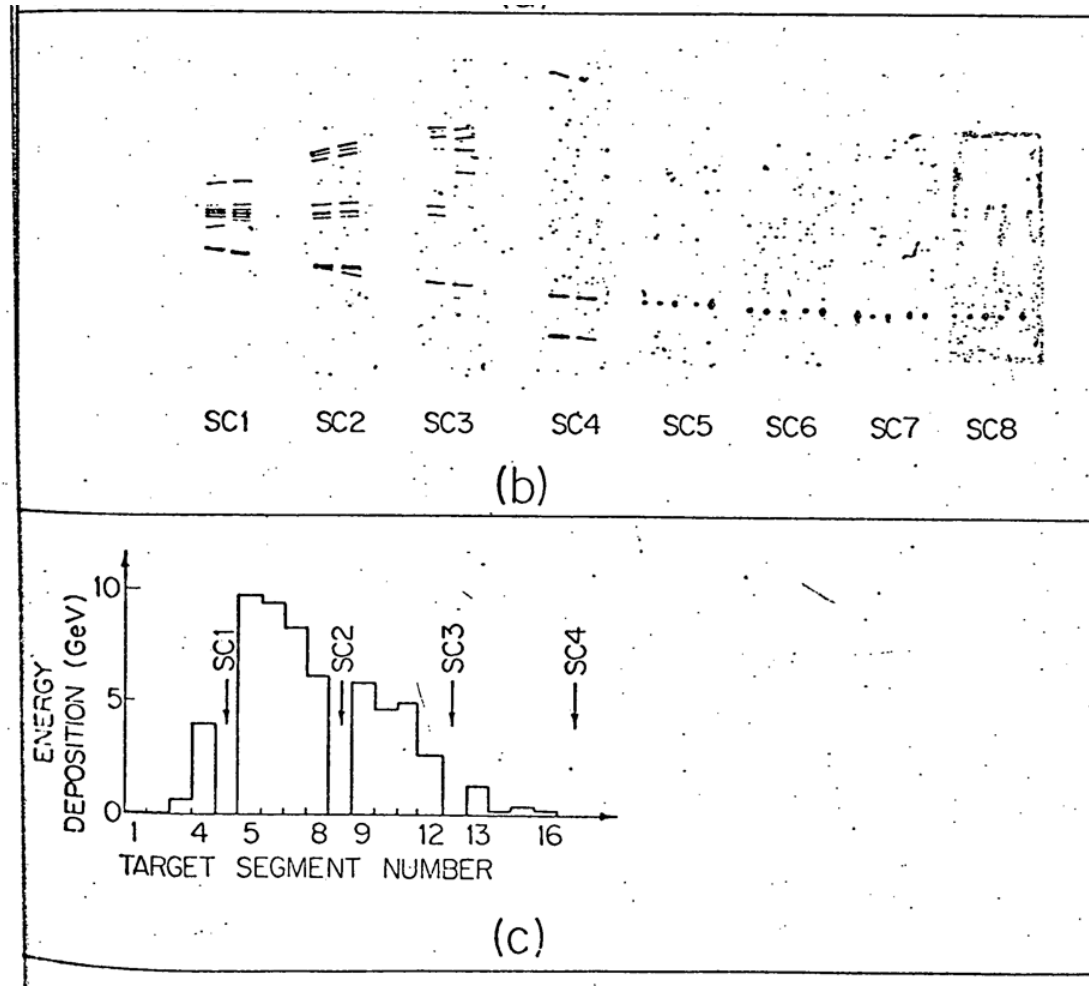 SC1 SC2 SC3 SC4 SC5 SC6 SC7 SC8
(b)
ENERGY
DEPOSITION (GeV)
10
5
0
SC1
SC2
SC3
SC4
1 4 5 8 9 12 13 16
TARGET SEGMENT NUMBER
(c)